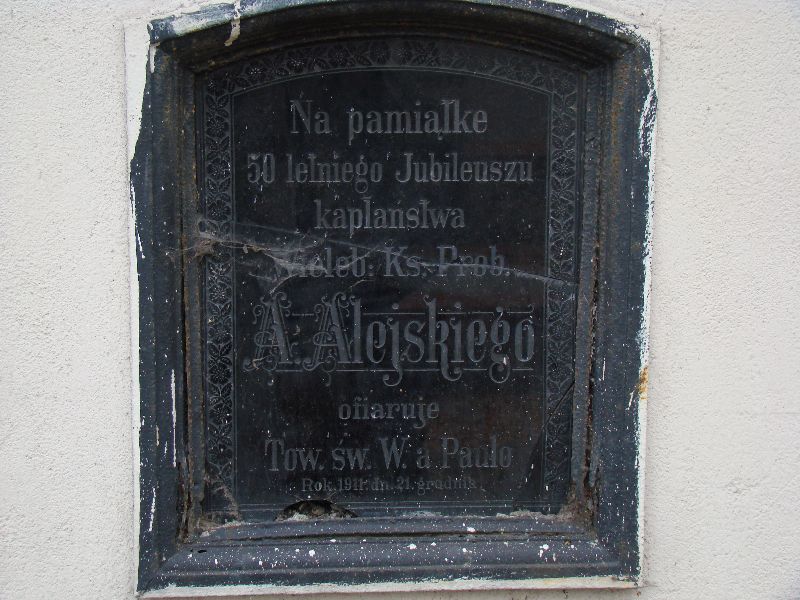 Na pamiątkę
50 letniego Jubileuszu
kapłaństwa
Wieleb. Ks. Prob.
A. Alejskiego
ofiaruje
Tow. św. W. á Paulo
Rok 1911. dn. 21. grudnia